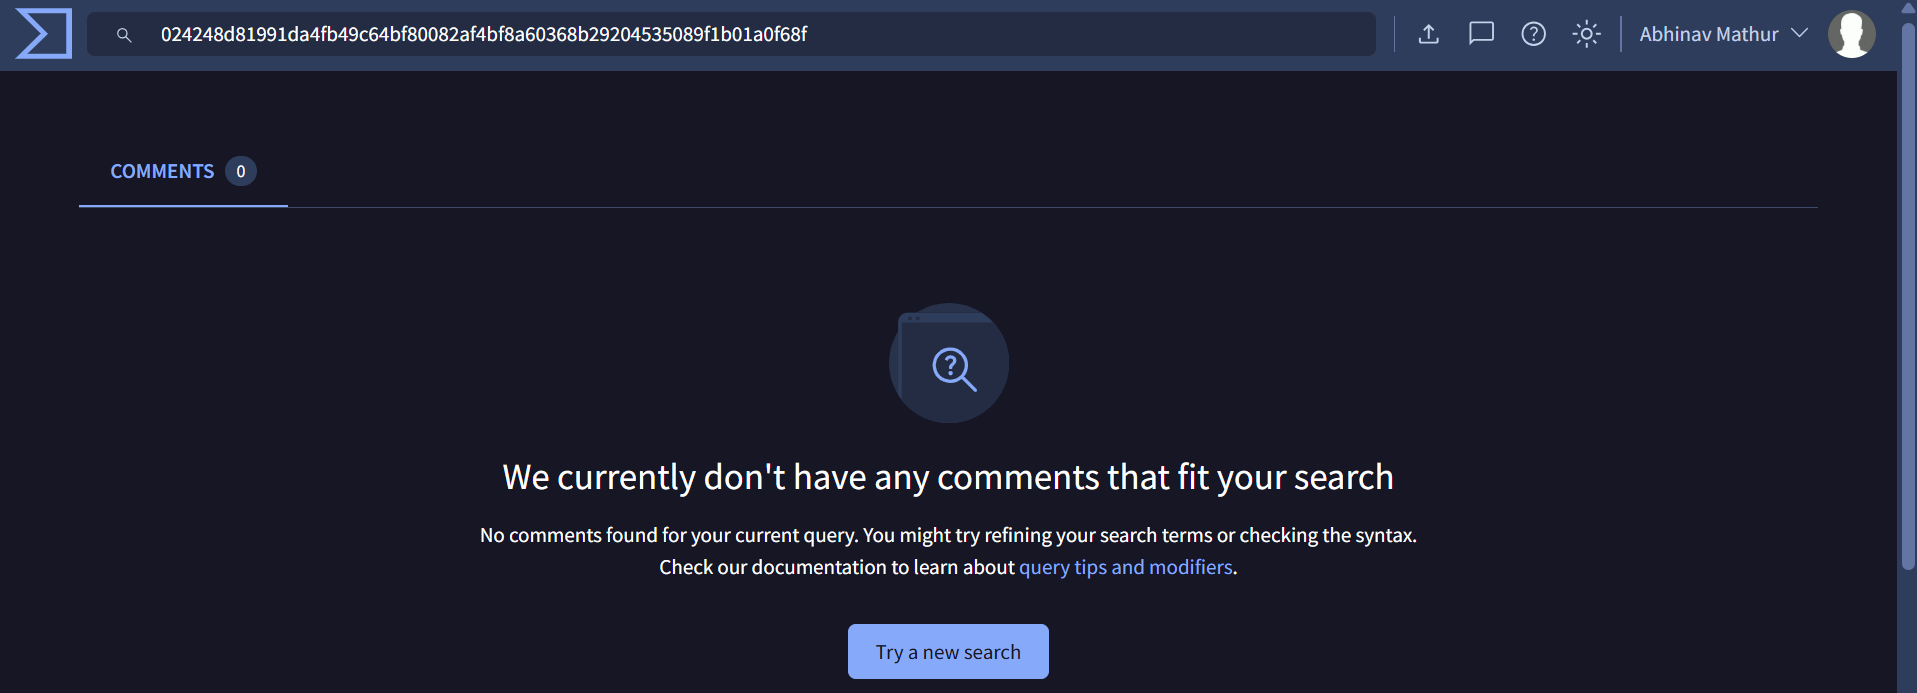 024248d81991da4fb49c64bf80082af4bf8a60368b29204535089f1b01a0f68f
Abhinav Mathur
COMMENTS 0
We currently don't have any comments that fit your search
No comments found for your current query. You might try refining your search terms or checking the syntax.
Check our documentation to learn about query tips and modifiers.
Try a new search